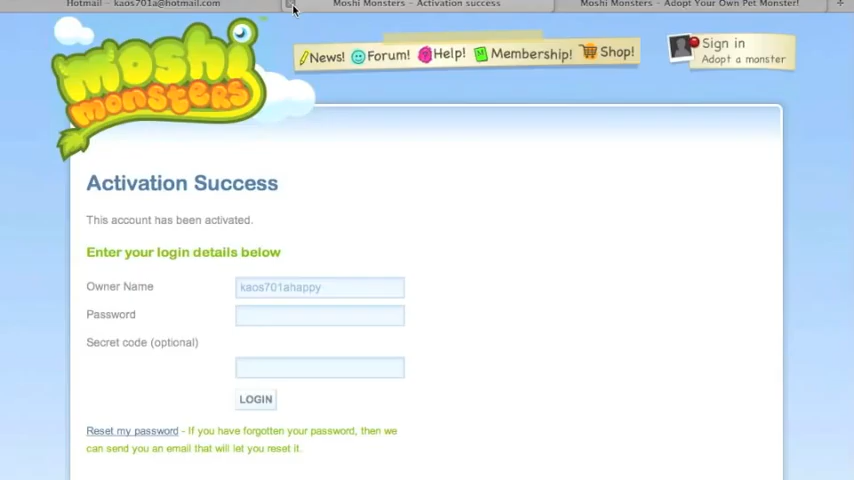 Hotmail - kaos701a@hotmail.com
Moshi Monsters - Activation success
Moshi Monsters - Adopt Your Own Pet Monster!
moshi
monsters
News! Forum! Help! Membership! Shop!
Sign in
Adopt a monster
Activation Success
This account has been activated.
Enter your login details below
Owner Name kaos701ahappy
Password
Secret code (optional)
LOGIN
Reset my password - If you have forgotten your password, then we
can send you an email that will let you reset it.